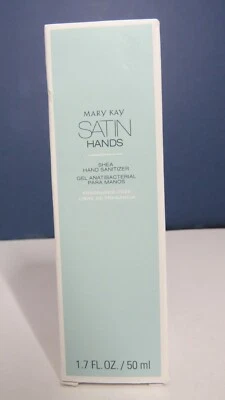 MARY KAY
SATIN
HANDS
SHEA
HAND SANITIZER
GEL ANTIBACTERIAL
PARA MANOS
1.7 FL. OZ. / 50 ml